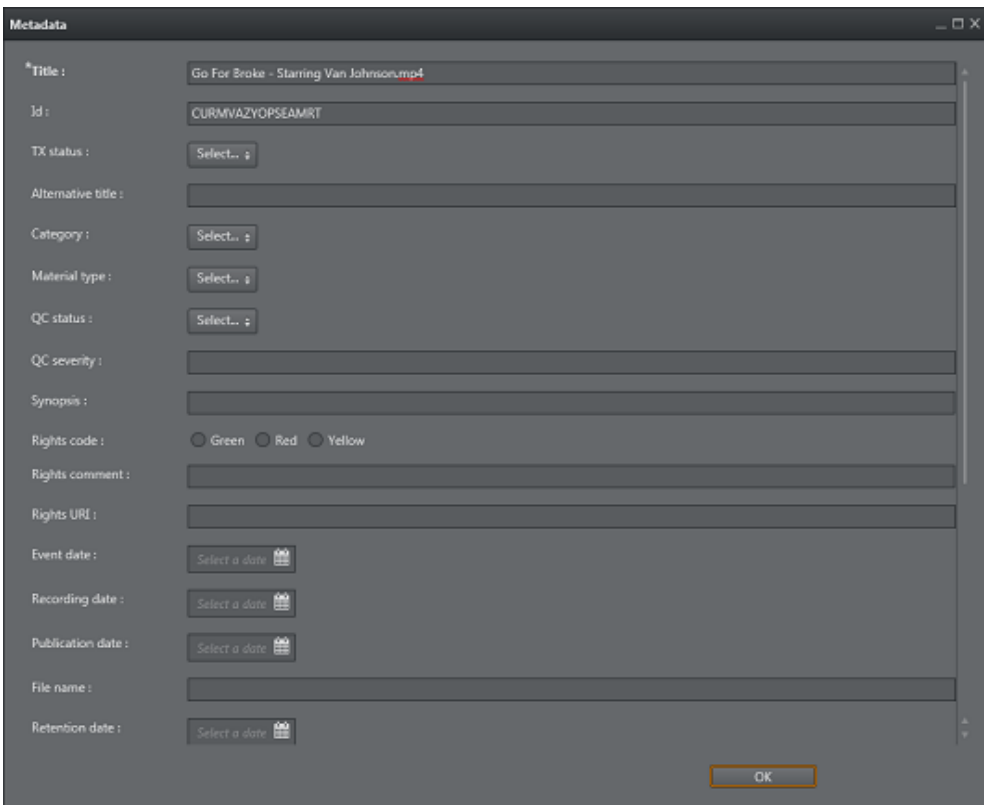 Metadata
*Title : Go For Broke - Starring Van Johnson.mp4
Id : CURMVAZYOPSEAMRT
TX status : Select...
Alternative title :
Category : Select...
Material type : Select...
QC status : Select...
QC severity :
Synopsis :
Rights code : Green Red Yellow
Rights comment :
Rights URI :
Event date : Select a date
Recording date : Select a date
Publication date : Select a date
File name :
Retention date : Select a date
OK